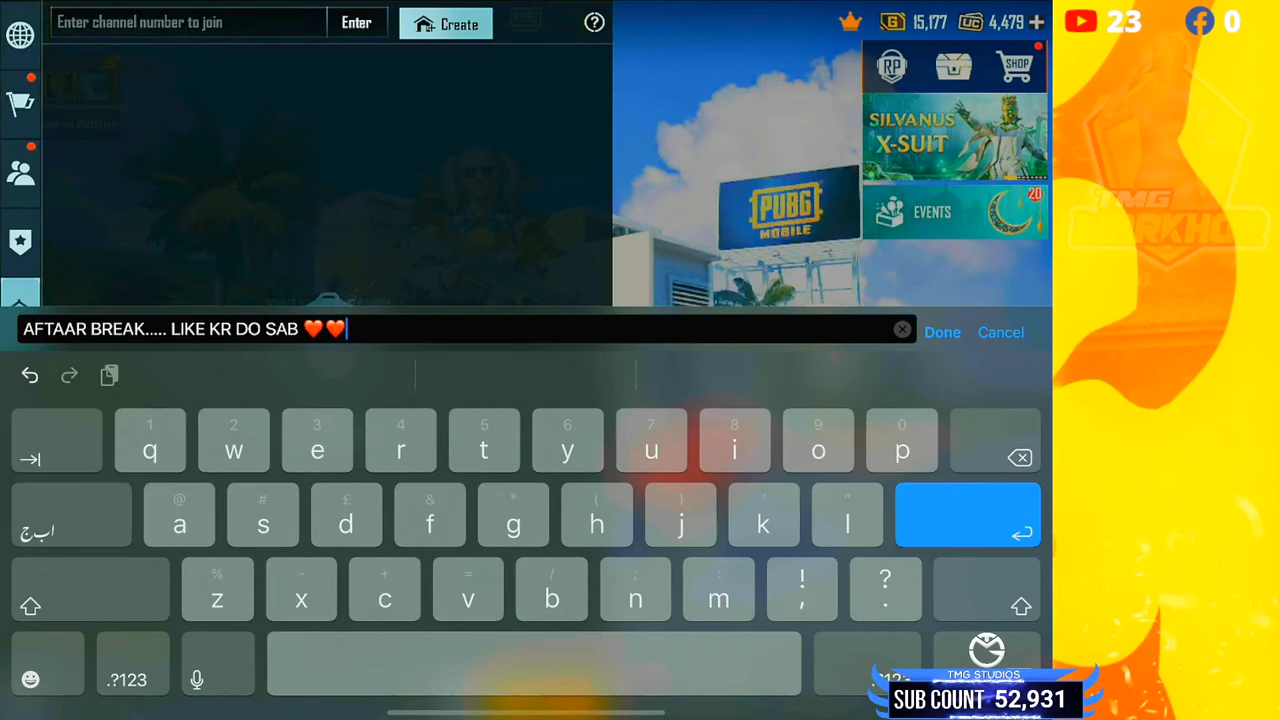 Enter channel number to join
Enter
Create
?
15,177
UC 4,479 +
23
0
RP
SHOP
SILVANUS
X-SUIT
PUBG
MOBILE
EVENTS
20
TMG
AFTAAR BREAK..... LIKE KR DO SAB ❤️❤️
Done
Cancel
1 2 3 4 5 6 7 8 9 0
q w e r t y u i o p
@ # £ & * ( ) ' "
a s d f g h j k l
ا ب ج
% - + = / ; : ! ?
z x c v b n m , .
.?123
TMG STUDIOS
SUB COUNT 52,931